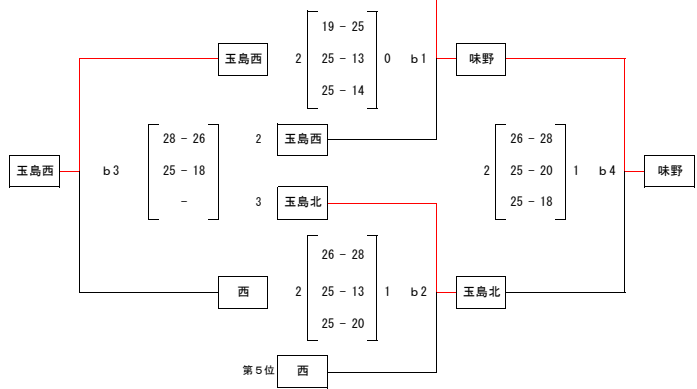 19 - 25
玉島西 2 25 - 13 0 b1 味野
25 - 14
28 - 26 2 玉島西 26 - 28
玉島西 b3 25 - 18 2 25 - 20 1 b4 味野
- 3 玉島北 25 - 18
26 - 28
西 2 25 - 13 1 b2 玉島北
25 - 20
第5位 西